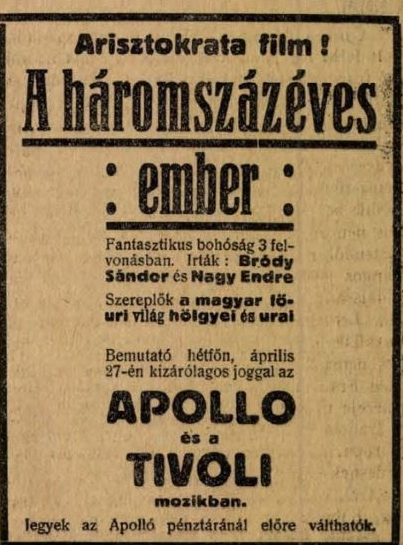 Arisztokrata film !
A háromszázéves
: ember :
Fantasztikus bohóság 3 fel-
vonásban. Irták : Bródy
Sándor és Nagy Endre
Szereplők a magyar fő-
uri világ hölgyei és urai
Bemutató hétfőn, április
27-én kizárólagos joggal az
APOLLO
és a
TIVOLI
mozikban.
Jegyek az Apolló pénztáránál előre válthatók.